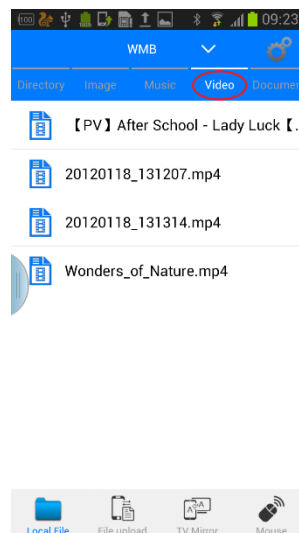 100 09:23
WMB
Directory Image Music Video Documen
【PV】After School - Lady Luck【.
20120118_131207.mp4
20120118_131314.mp4
Wonders_of_Nature.mp4
Local File File upload TV Mirror Mouse